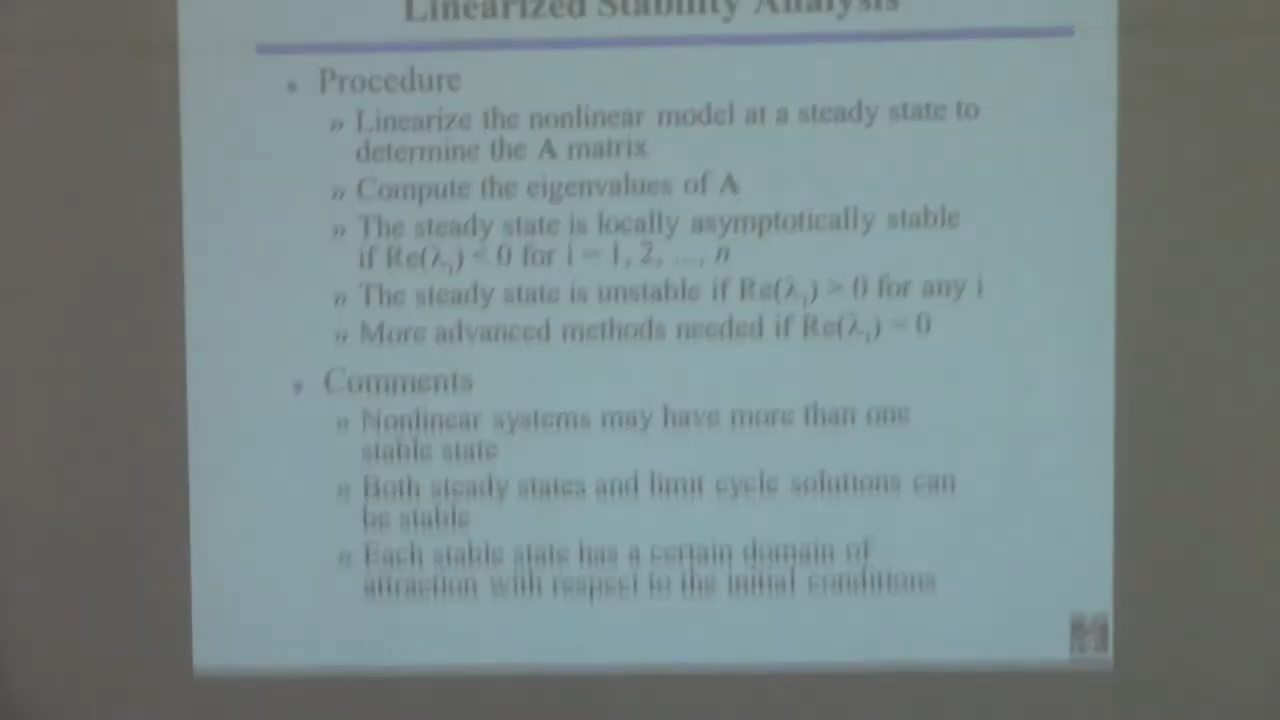 Linearized Stability Analysis
• Procedure
» Linearize the nonlinear model at a steady state to
determine the A matrix
» Compute the eigenvalues of A
» The steady state is locally asymptotically stable
if Re(λi) < 0 for i = 1, 2, ..., n
» The steady state is unstable if Re(λi) > 0 for any i
» More advanced methods needed if Re(λi) = 0
• Comments
» Nonlinear systems may have more than one
stable state
» Both steady states and limit cycle solutions can
be stable
» Each stable state has a certain domain of
attraction with respect to the initial conditions